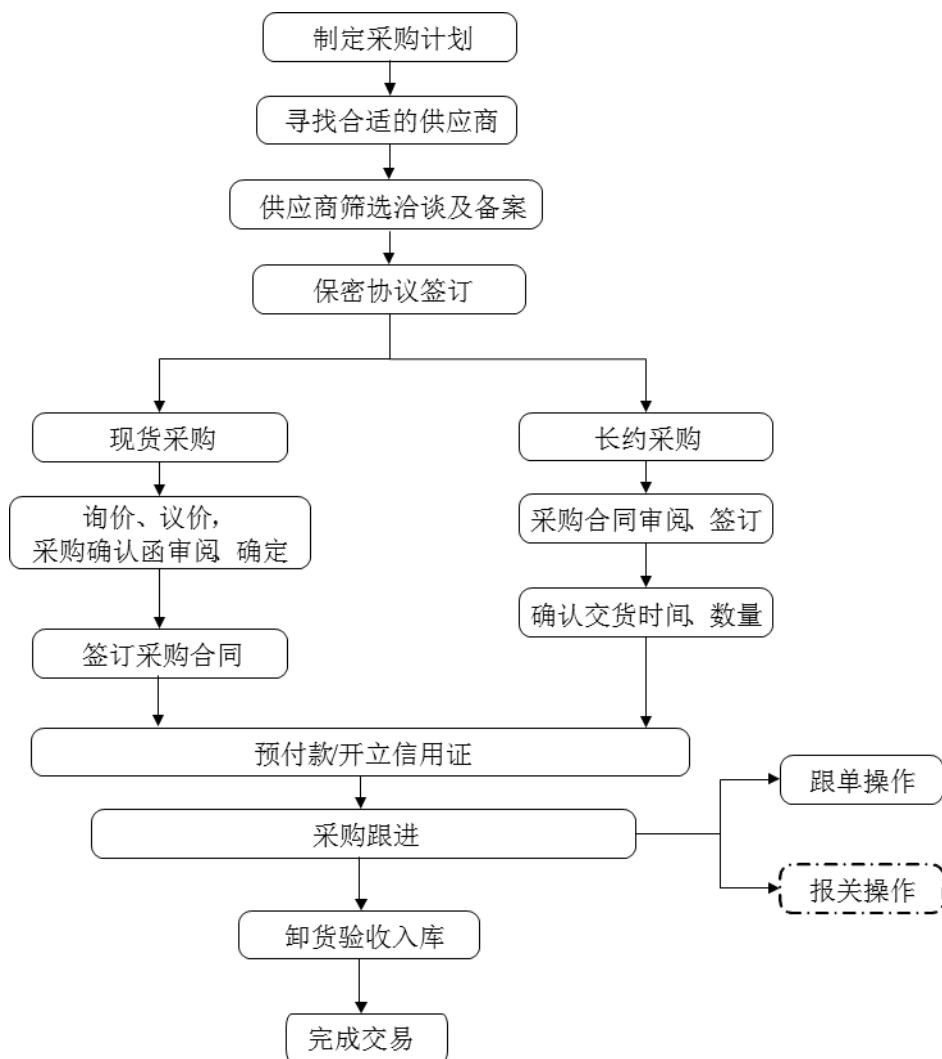 制定采购计划
寻找合适的供应商
供应商筛选洽谈及备案
保密协议签订
现货采购
长约采购
询价、议价，
采购确认函审阅、确定
采购合同审阅、签订
确认交货时间、数量
签订采购合同
预付款/开立信用证
跟单操作
采购跟进
报关操作
卸货验收入库
完成交易